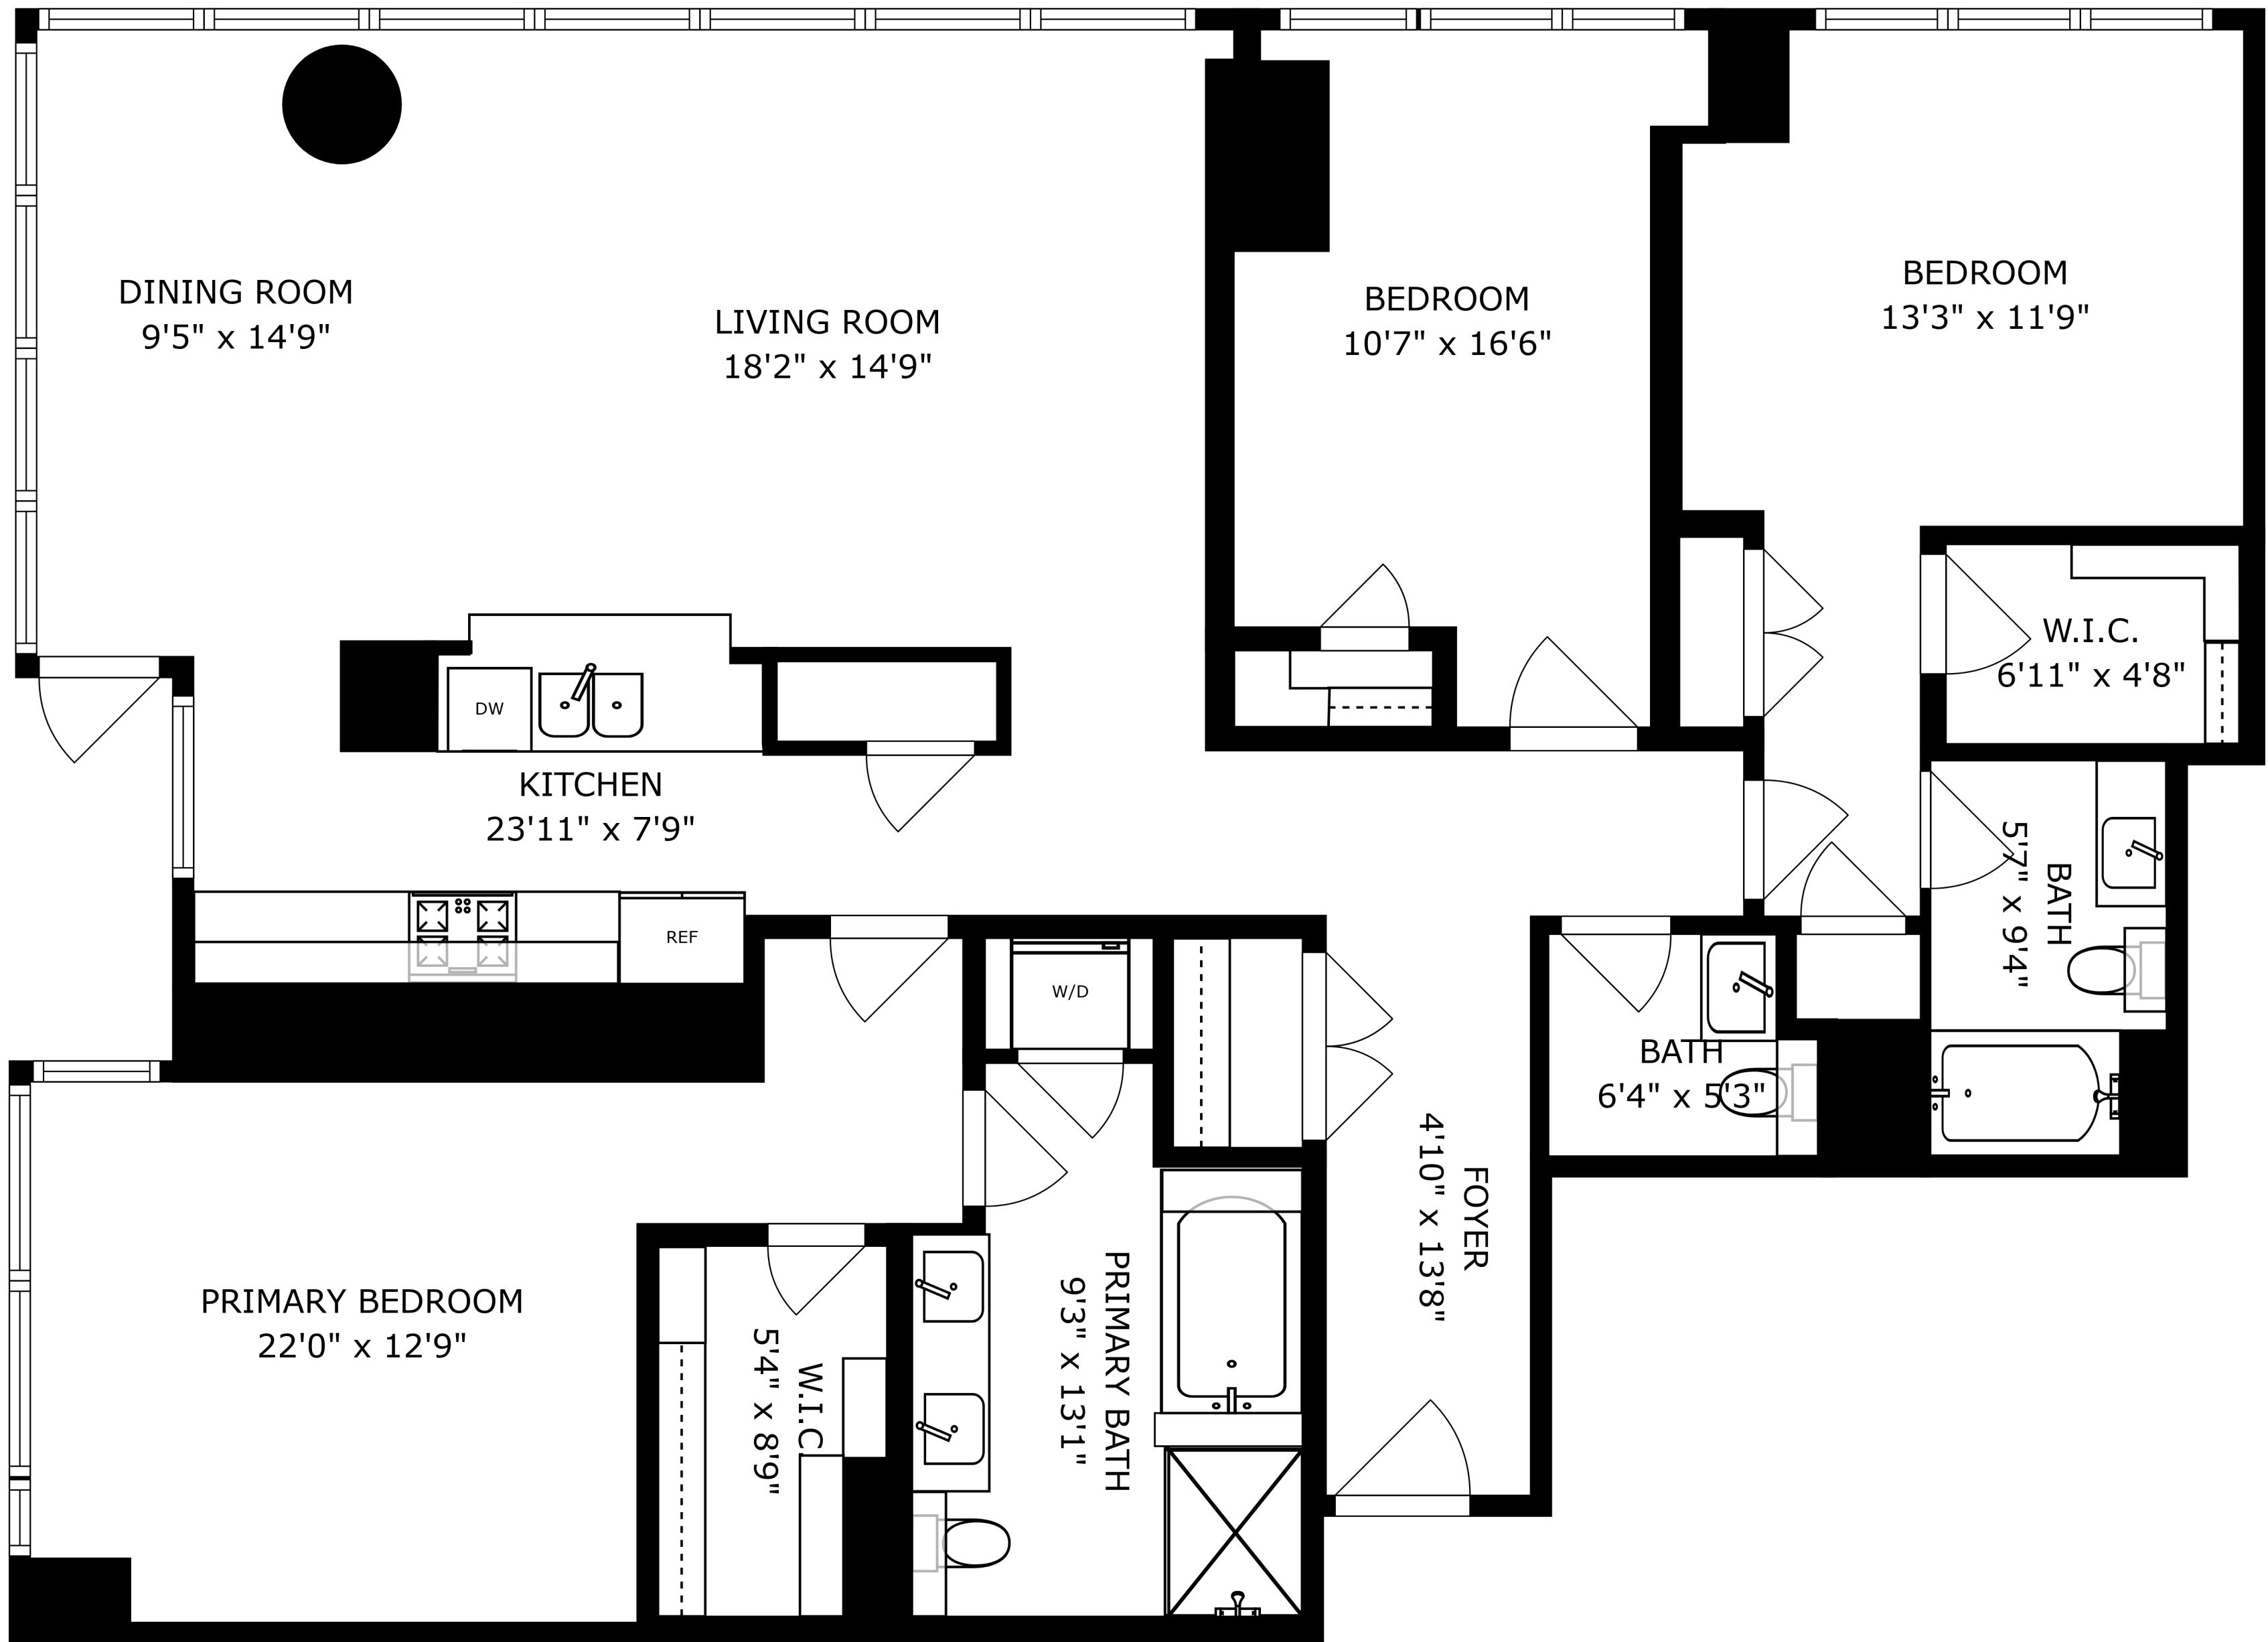 DINING ROOM
9'5" x 14'9"
LIVING ROOM
18'2" x 14'9"
BEDROOM
10'7" x 16'6"
BEDROOM
13'3" x 11'9"
W.I.C.
6'11" x 4'8"
DW
KITCHEN
23'11" x 7'9"
REF
W/D
BATH
5'7" x 9'4"
BATH
6'4" x 5'3"
FOYER
4'10" x 13'8"
PRIMARY BEDROOM
22'0" x 12'9"
W.I.C.
5'4" x 8'9"
PRIMARY BATH
9'3" x 13'1"